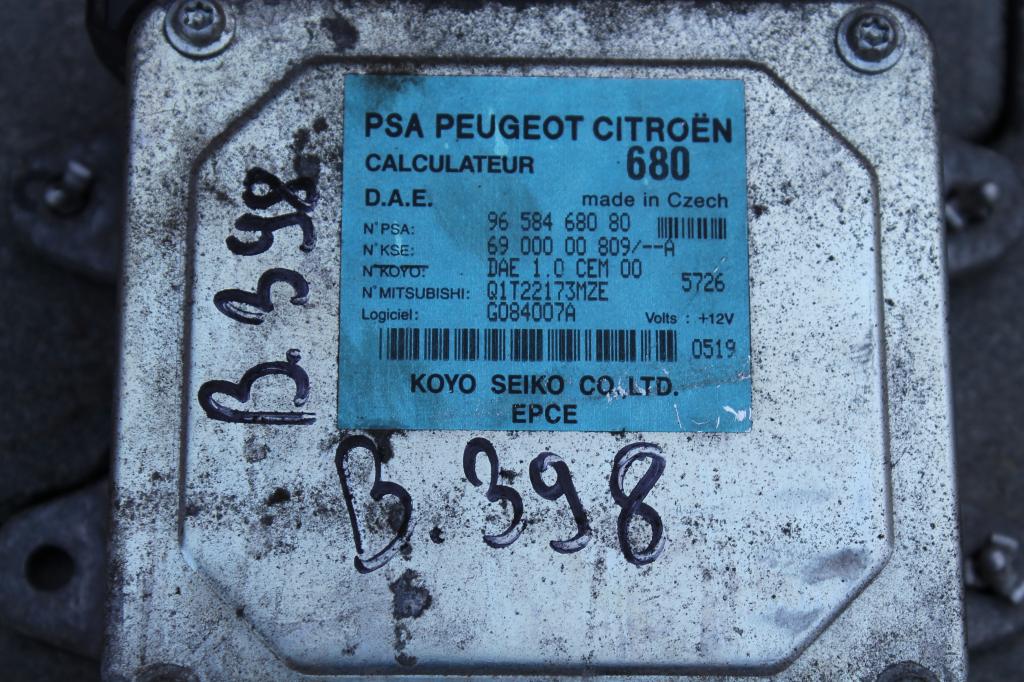 PSA PEUGEOT CITROËN
CALCULATEUR 680
D.A.E. made in Czech
N° PSA: 96 584 680 80
N° KSE: 69 000 00 809/--A
N° KOYO: DAE 1.0 CEM 00 5726
N° MITSUBISHI: Q1T22173MZE
Logiciel: G084007A Volts : +12V
0519
KOYO SEIKO CO.,LTD.
EPCE
B. 398
B. 398